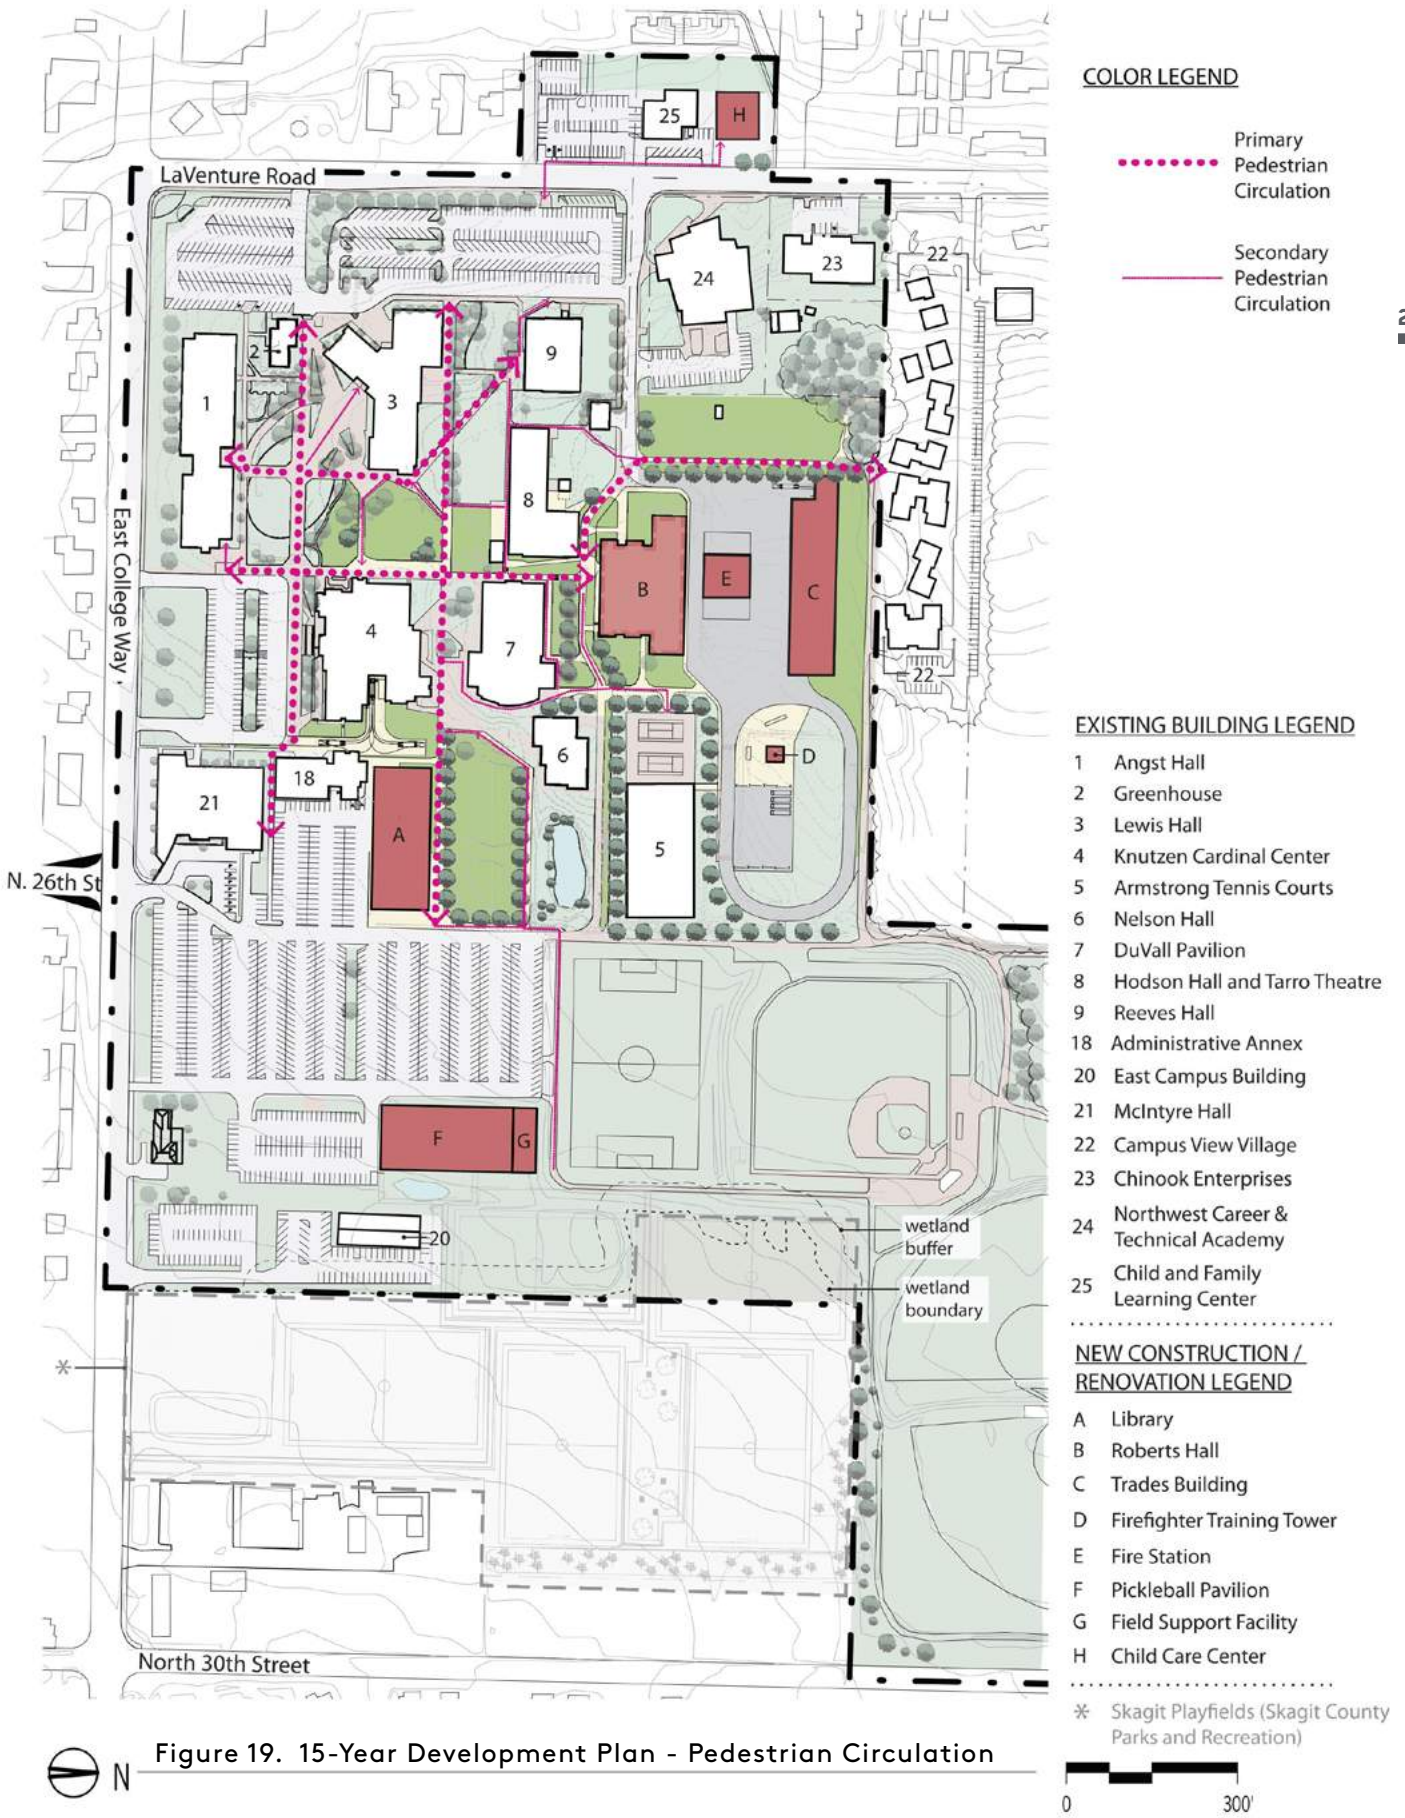 COLOR LEGEND
Primary
Pedestrian
Circulation
Secondary
Pedestrian
Circulation
25
H
LaVenture Road
24
23
22
2
9
1
3
8
East College Way
B
E
C
4
7
22
6
D
18
21
A
5
N. 26th St
F
G
20
wetland
buffer
wetland
boundary
*
North 30th Street
EXISTING BUILDING LEGEND
1 Angst Hall
2 Greenhouse
3 Lewis Hall
4 Knutzen Cardinal Center
5 Armstrong Tennis Courts
6 Nelson Hall
7 DuVall Pavilion
8 Hodson Hall and Tarro Theatre
9 Reeves Hall
18 Administrative Annex
20 East Campus Building
21 McIntyre Hall
22 Campus View Village
23 Chinook Enterprises
24 Northwest Career &
Technical Academy
25 Child and Family
Learning Center
NEW CONSTRUCTION /
RENOVATION LEGEND
A Library
B Roberts Hall
C Trades Building
D Firefighter Training Tower
E Fire Station
F Pickleball Pavilion
G Field Support Facility
H Child Care Center
* Skagit Playfields (Skagit County
Parks and Recreation)
0 300'
N
Figure 19. 15-Year Development Plan - Pedestrian Circulation